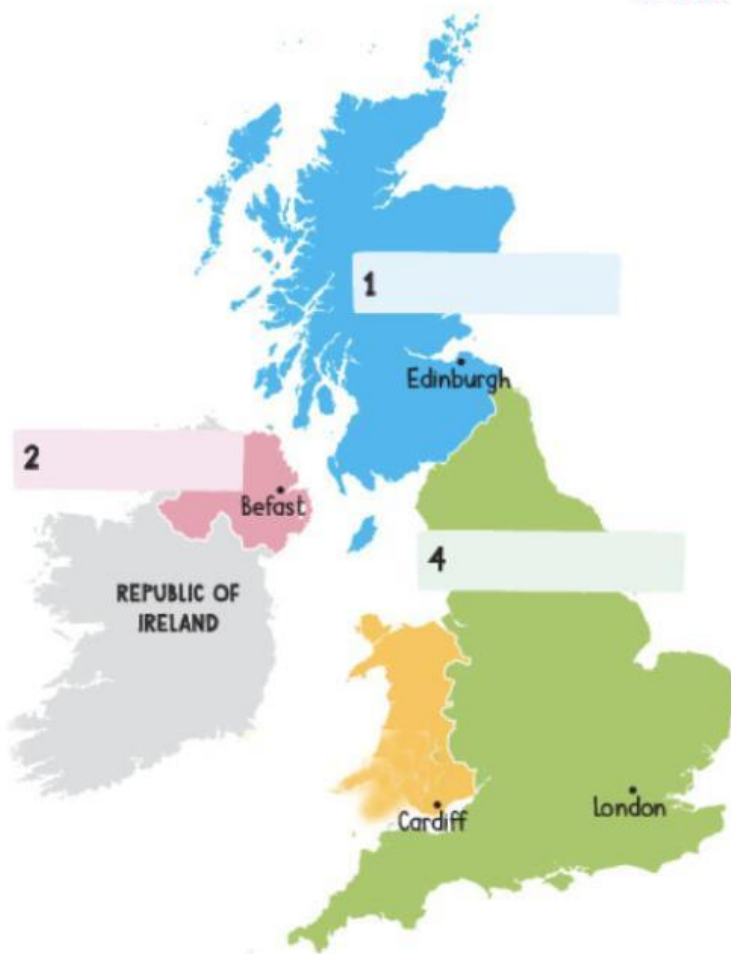 1
Edinburgh
2
Befast
4
REPUBLIC OF
IRELAND
London
Cardiff